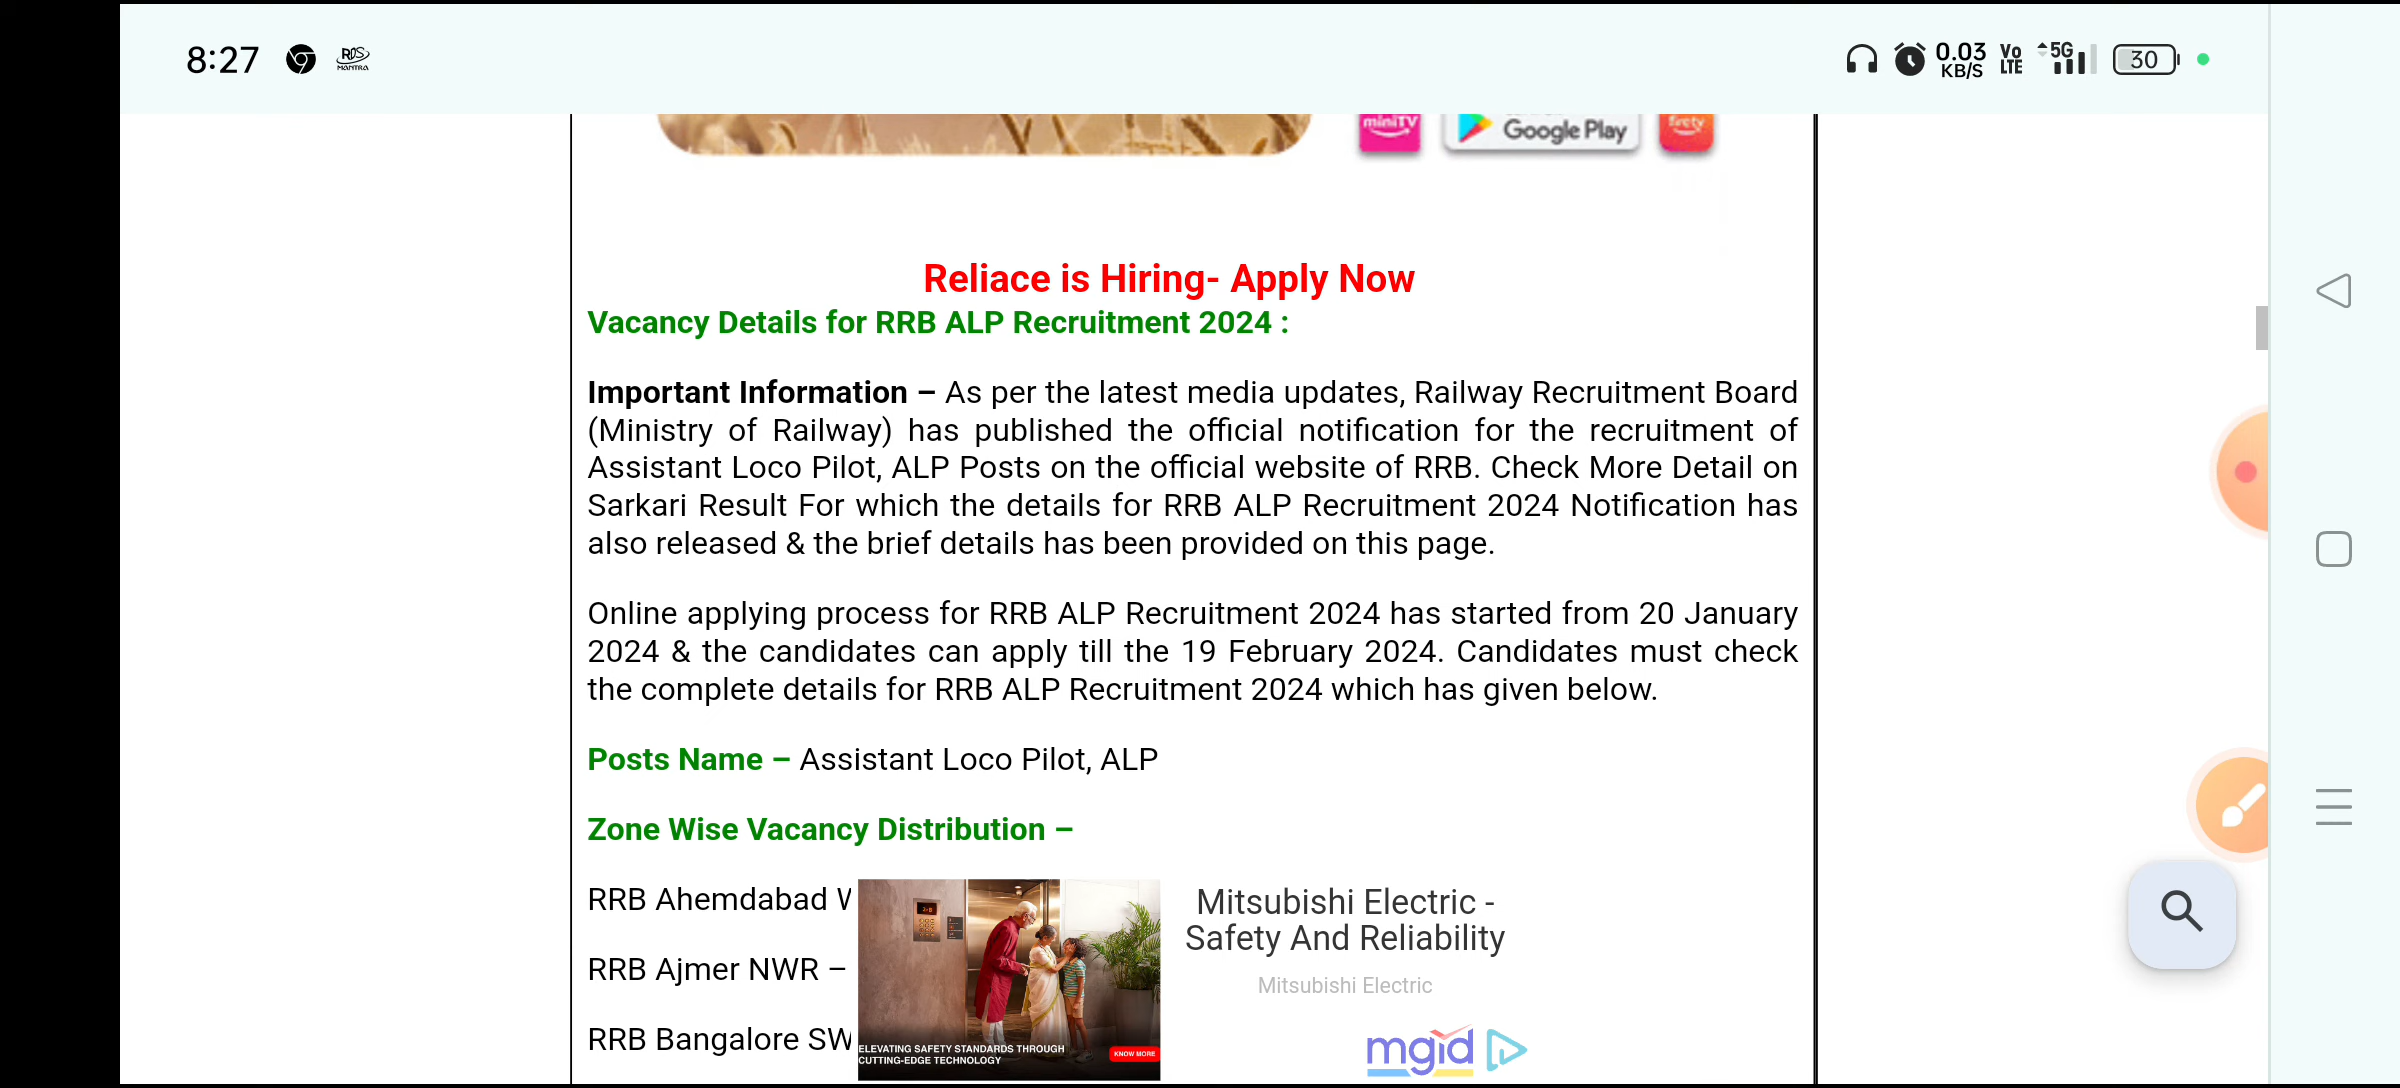 8:27
RDS
MANTRA
0.03
KB/S
Vo
LTE
5G
30
miniTV
Google Play
firetv
Reliace is Hiring- Apply Now
Vacancy Details for RRB ALP Recruitment 2024 :
Important Information – As per the latest media updates, Railway Recruitment Board
(Ministry of Railway) has published the official notification for the recruitment of
Assistant Loco Pilot, ALP Posts on the official website of RRB. Check More Detail on
Sarkari Result For which the details for RRB ALP Recruitment 2024 Notification has
also released & the brief details has been provided on this page.
Online applying process for RRB ALP Recruitment 2024 has started from 20 January
2024 & the candidates can apply till the 19 February 2024. Candidates must check
the complete details for RRB ALP Recruitment 2024 which has given below.
Posts Name – Assistant Loco Pilot, ALP
Zone Wise Vacancy Distribution –
RRB Ahemdabad
RRB Ajmer NWR –
RRB Bangalore SW
ELEVATING SAFETY STANDARDS THROUGH
CUTTING-EDGE TECHNOLOGY
KNOW MORE
Mitsubishi Electric -
Safety And Reliability
Mitsubishi Electric
mgid